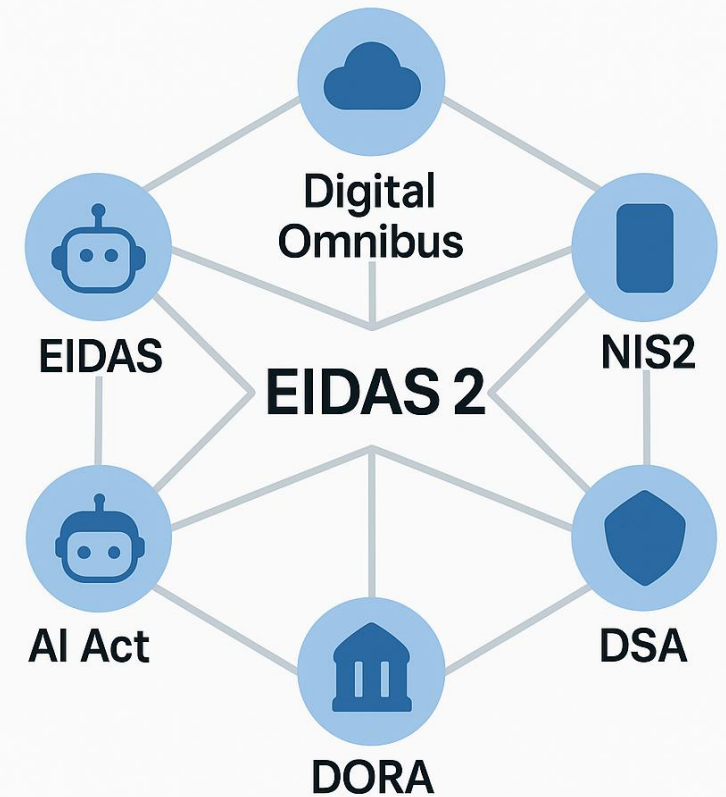 Digital
Omnibus
EIDAS
NIS2
EIDAS 2
AI Act
DSA
DORA